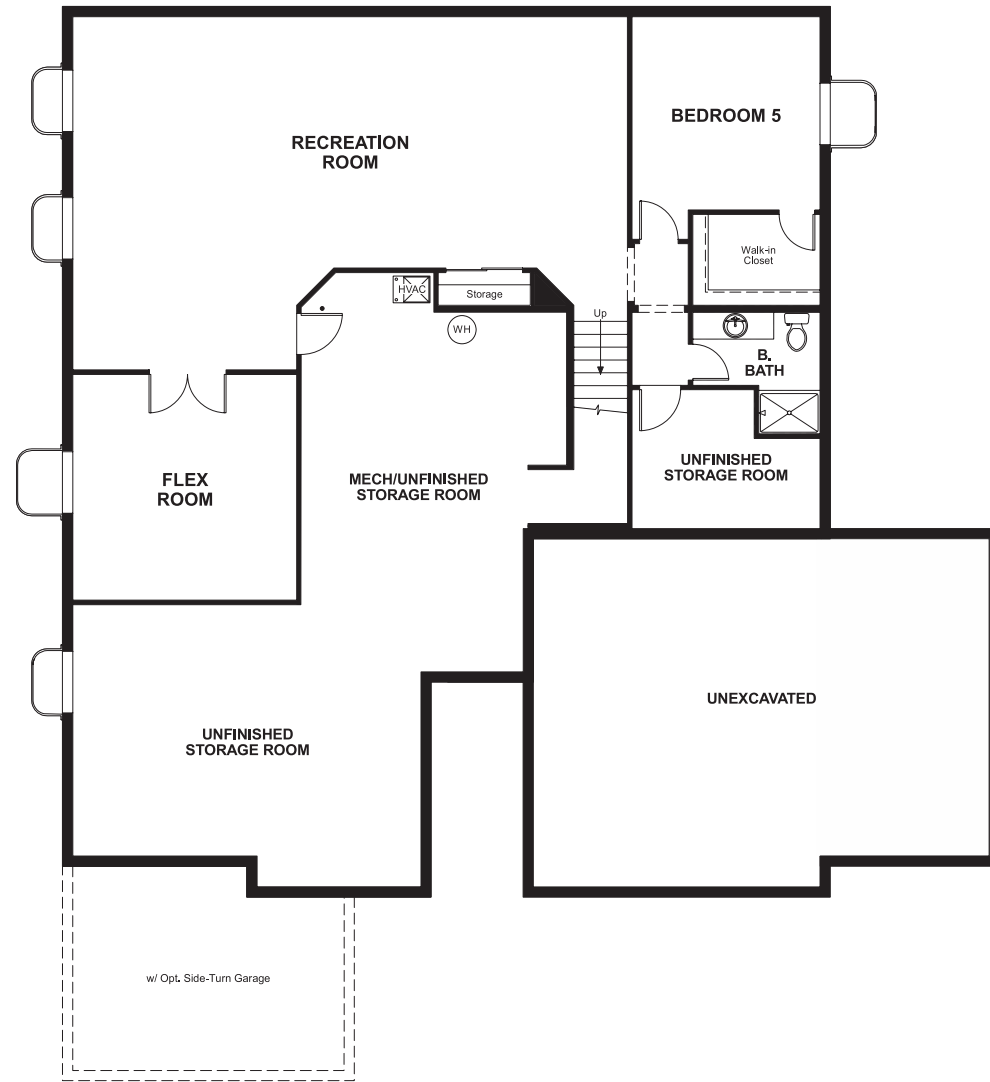 BEDROOM 5
RECREATION
ROOM
Walk-in
Closet
HVAC
Storage
Up
WH
B.
BATH
UNFINISHED
STORAGE ROOM
FLEX
ROOM
MECH/UNFINISHED
STORAGE ROOM
UNEXCAVATED
UNFINISHED
STORAGE ROOM
w/ Opt. Side-Turn Garage